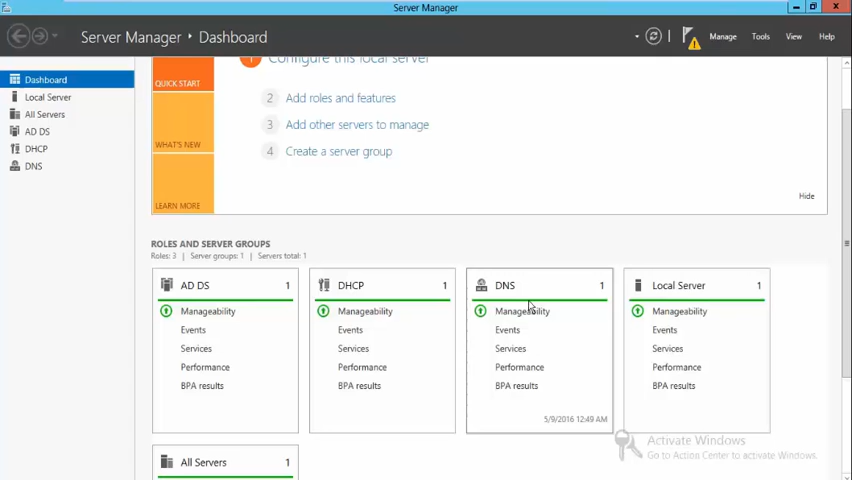 Server Manager
Server Manager • Dashboard
Manage Tools View Help
Dashboard
Local Server
All Servers
AD DS
DHCP
DNS
1 Configure this local server
QUICK START
2 Add roles and features
3 Add other servers to manage
WHAT'S NEW
4 Create a server group
LEARN MORE
Hide
ROLES AND SERVER GROUPS
Roles: 3 | Server groups: 1 | Servers total: 1
AD DS 1
Manageability
Events
Services
Performance
BPA results
DHCP 1
Manageability
Events
Services
Performance
BPA results
DNS 1
Manageability
Events
Services
Performance
BPA results
5/9/2016 12:49 AM
Local Server 1
Manageability
Events
Services
Performance
BPA results
All Servers 1
Activate Windows
Go to Action Center to activate Windows.